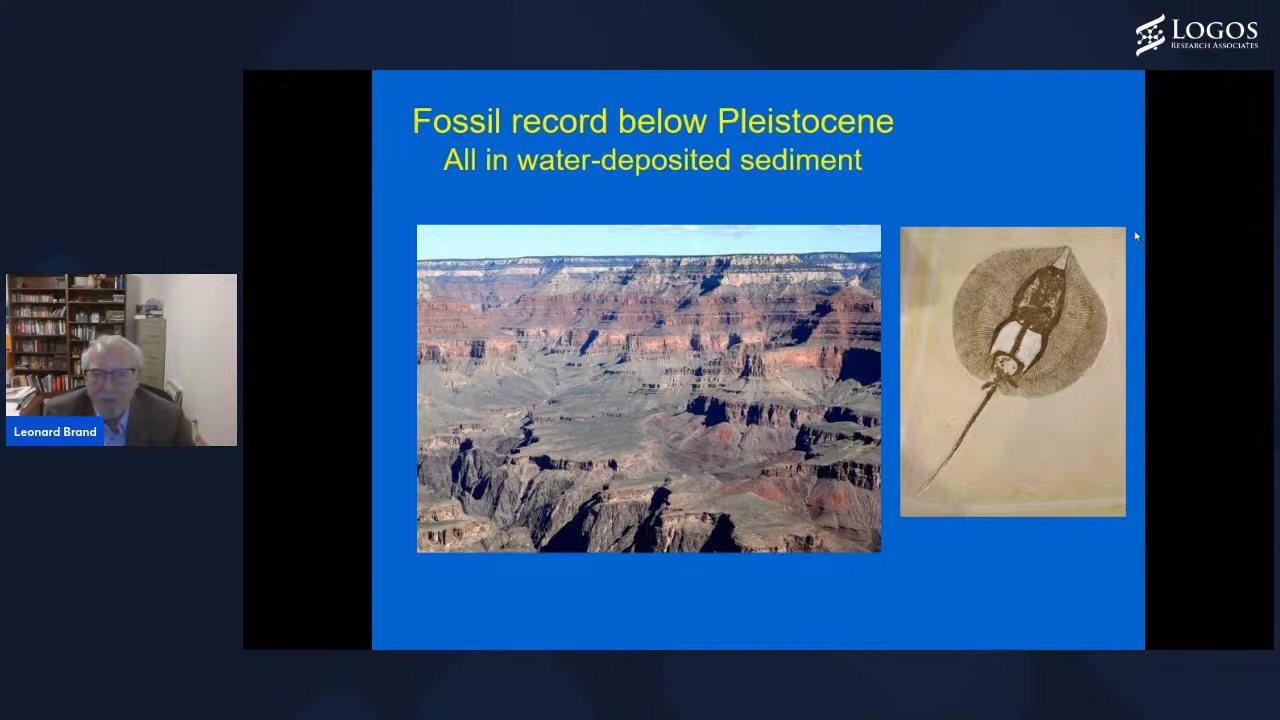 LOGOS
RESEARCH ASSOCIATES
Fossil record below Pleistocene
All in water-deposited sediment
Leonard Brand